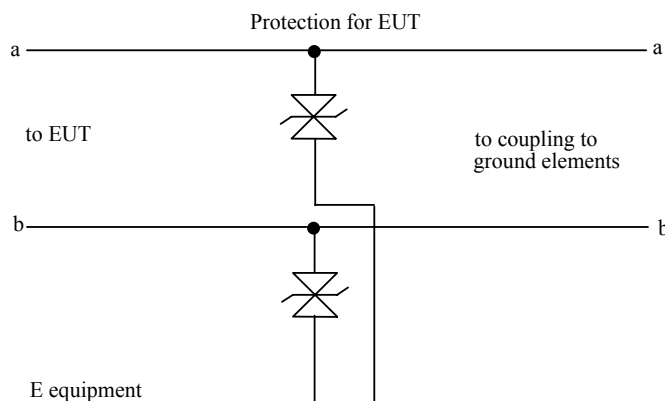 Protection for EUT
a
a
to EUT
to coupling to
ground elements
b
b
E equipment